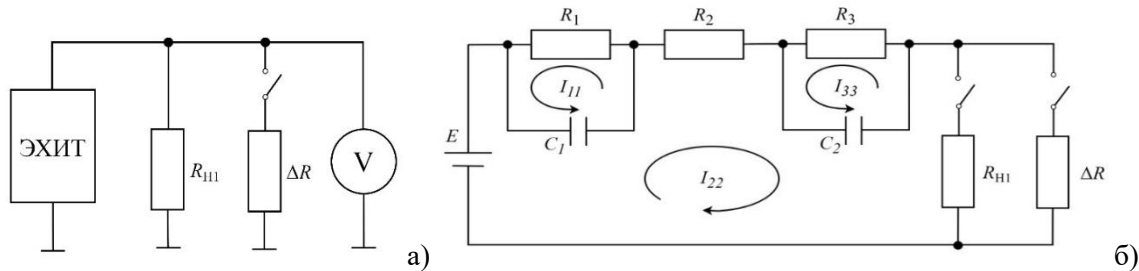 ЭХИТ
R_Н1
ΔR
V
а)
R_1
R_2
R_3
I_11
I_33
C_1
C_2
E
I_22
R_Н1
ΔR
б)